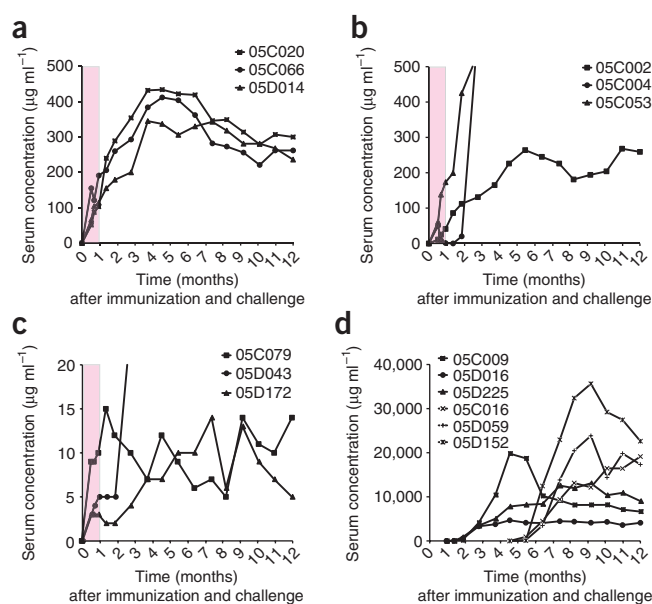 a
05C020
05C066
05D014
Serum concentration (µg ml−1)
500
400
300
200
100
0
0 1 2 3 4 5 6 7 8 9 10 11 12
Time (months)
after immunization and challenge
b
05C002
05C004
05C053
Serum concentration (µg ml−1)
500
400
300
200
100
0
0 1 2 3 4 5 6 7 8 9 10 11 12
Time (months)
after immunization and challenge
c
05C079
05D043
05D172
Serum concentration (µg ml−1)
20
15
10
5
0
0 1 2 3 4 5 6 7 8 9 10 11 12
Time (months)
after immunization and challenge
d
05C009
05D016
05D225
05C016
05D059
05D152
Serum concentration (µg ml−1)
40,000
30,000
20,000
10,000
0
0 1 2 3 4 5 6 7 8 9 10 11 12
Time (months)
after immunization and challenge